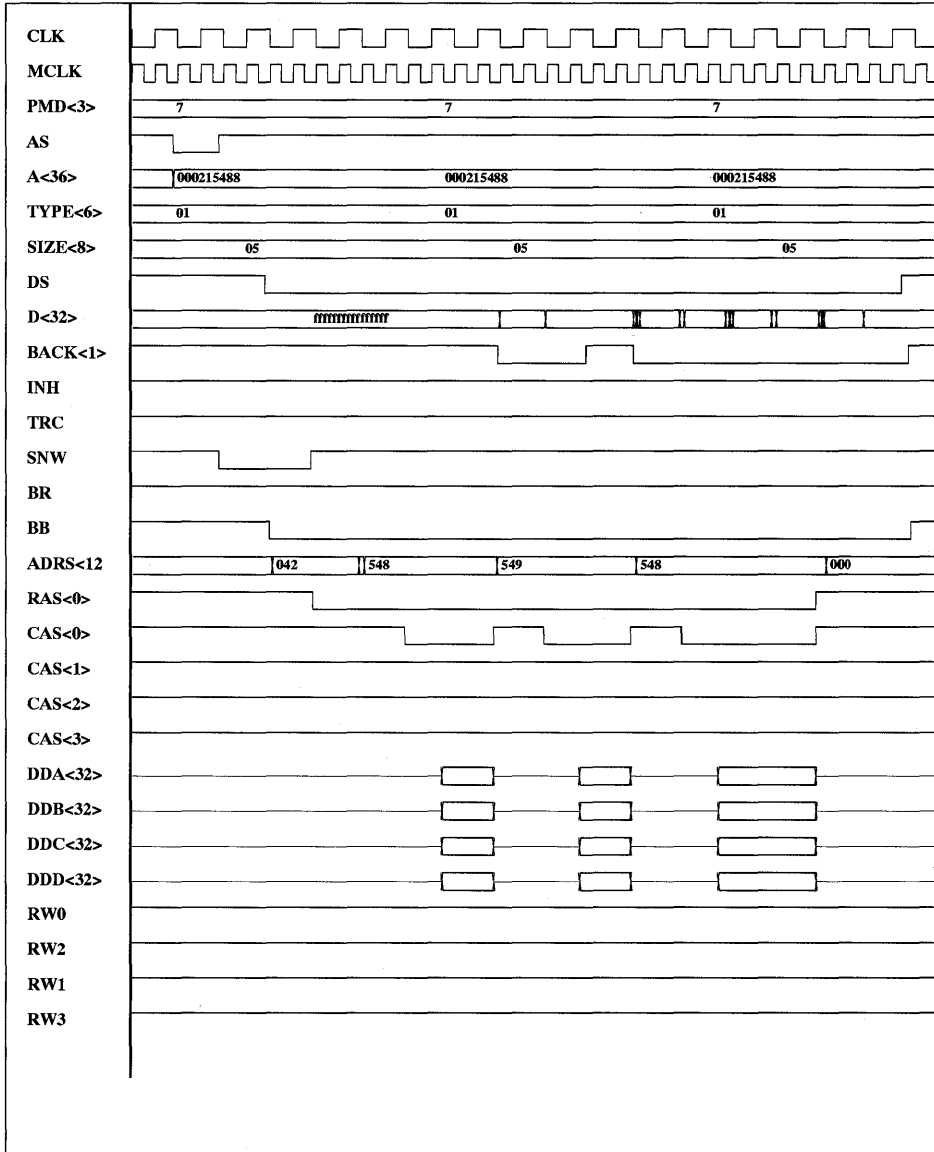 CLK
MCLK
PMD<3> 7 7 7
AS
A<36> 000215488 000215488 000215488
TYPE<6> 01 01 01
SIZE<8> 05 05 05
DS
D<32>
BACK<1>
INH
TRC
SNW
BR
BB
ADRS<12 042 548 549 548 000
RAS<0>
CAS<0>
CAS<1>
CAS<2>
CAS<3>
DDA<32>
DDB<32>
DDC<32>
DDD<32>
RW0
RW2
RW1
RW3